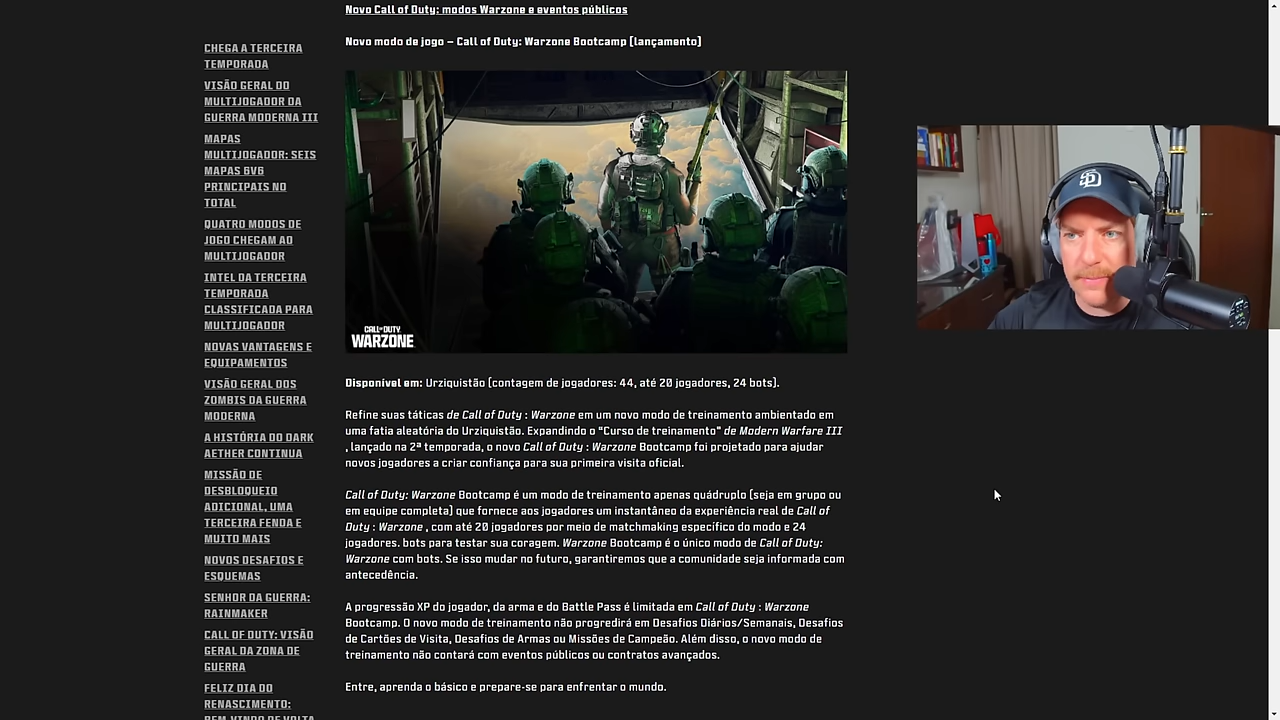 Novo Call of Duty: modos Warzone e eventos públicos
Novo modo de jogo – Call of Duty: Warzone Bootcamp [lançamento]
CHEGA A TERCEIRA
TEMPORADA
VISÃO GERAL DO
MULTIJOGADOR DA
GUERRA MODERNA III
MAPAS
MULTIJOGADOR: SEIS
MAPAS 6V6
PRINCIPAIS NO
TOTAL
QUATRO MODOS DE
JOGO CHEGAM AO
MULTIJOGADOR
INTEL DA TERCEIRA
TEMPORADA
CLASSIFICADA PARA
MULTIJOGADOR
NOVAS VANTAGENS E
EQUIPAMENTOS
VISÃO GERAL DOS
ZOMBIS DA GUERRA
MODERNA
A HISTÓRIA DO DARK
AETHER CONTINUA
MISSÃO DE
DESBLOQUEIO
ADICIONAL, UMA
TERCEIRA FENDA E
MUITO MAIS
NOVOS DESAFIOS E
ESQUEMAS
SENHOR DA GUERRA:
RAINMAKER
CALL OF DUTY: VISÃO
GERAL DA ZONA DE
GUERRA
FELIZ DIA DO
RENASCIMENTO:
BEM-VINDO DE VOLTA
CALL OF DUTY
WARZONE
SD
Disponível em: Urziquistão (contagem de jogadores: 44, até 20 jogadores, 24 bots).
Refine suas táticas de Call of Duty : Warzone em um novo modo de treinamento ambientado em
uma fatia aleatória do Urziquistão. Expandindo o “Curso de treinamento” de Modern Warfare III
, lançado na 2ª temporada, o novo Call of Duty : Warzone Bootcamp foi projetado para ajudar
novos jogadores a criar confiança para sua primeira visita oficial.
Call of Duty: Warzone Bootcamp é um modo de treinamento apenas quádruplo (seja em grupo ou
em equipe completa) que fornece aos jogadores um instantâneo da experiência real de Call of
Duty : Warzone , com até 20 jogadores por meio de matchmaking específico do modo e 24
jogadores. bots para testar sua coragem. Warzone Bootcamp é o único modo de Call of Duty:
Warzone com bots. Se isso mudar no futuro, garantiremos que a comunidade seja informada com
antecedência.
A progressão XP do jogador, da arma e do Battle Pass é limitada em Call of Duty : Warzone
Bootcamp. O novo modo de treinamento não progredirá em Desafios Diários/Semanais, Desafios
de Cartões de Visita, Desafios de Armas ou Missões de Campeão. Além disso, o novo modo de
treinamento não contará com eventos públicos ou contratos avançados.
Entre, aprenda o básico e prepare-se para enfrentar o mundo.